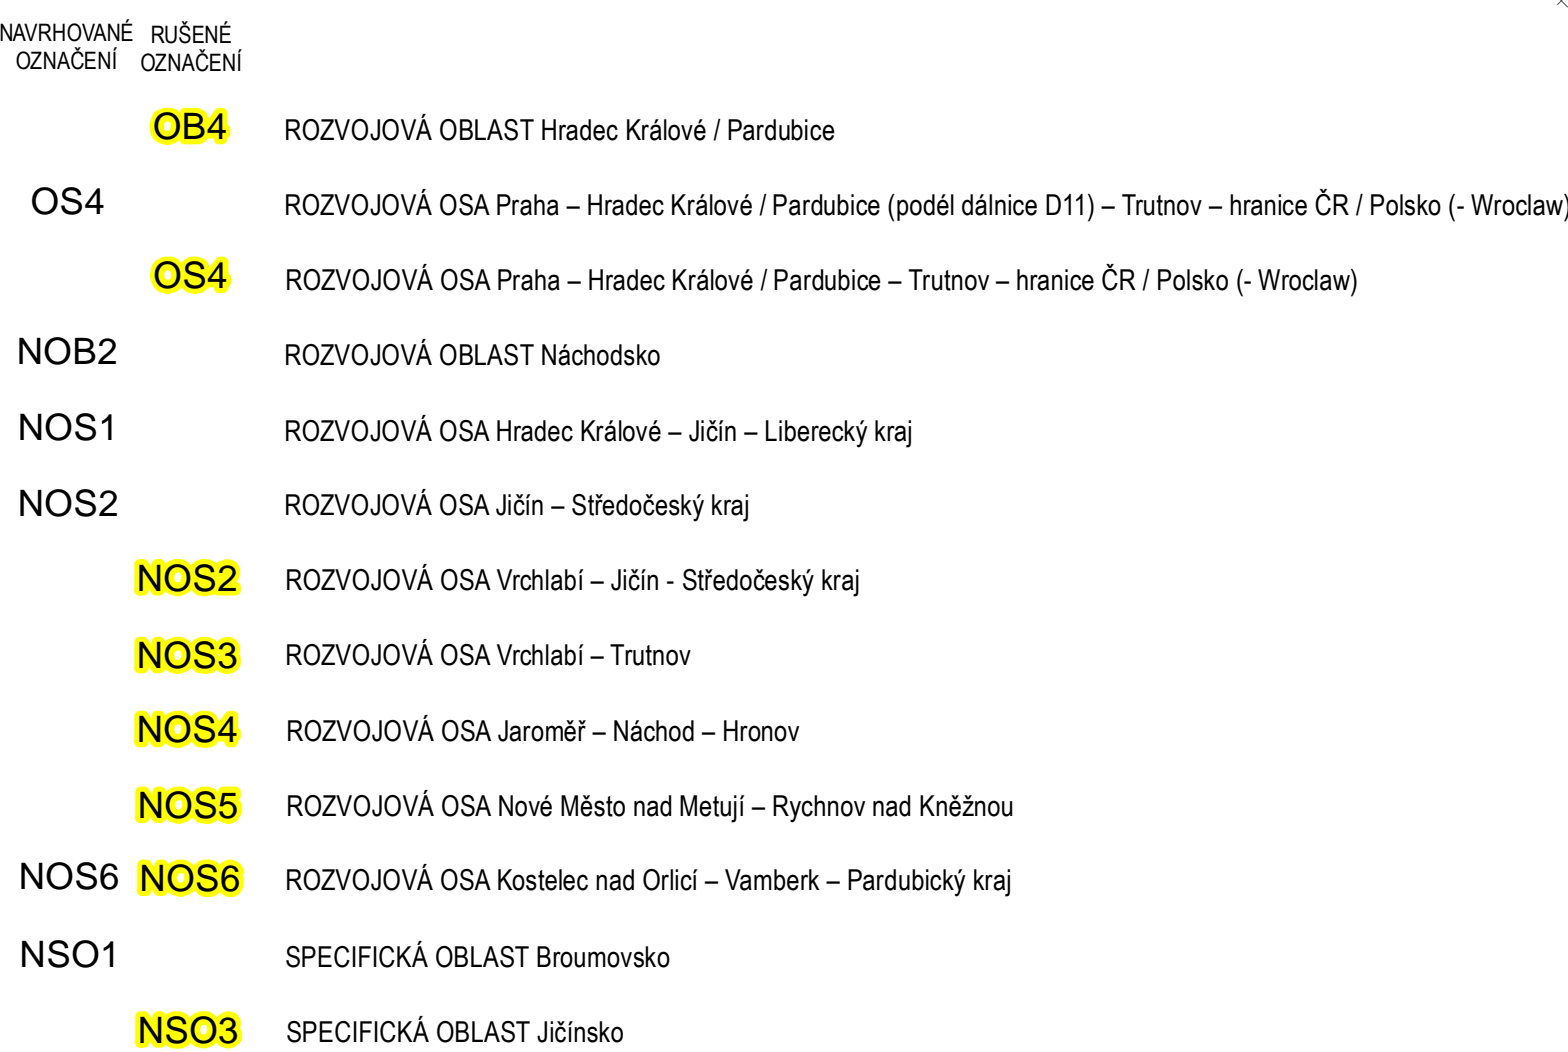 NAVRHOVANÉ RUŠENÉ
OZNAČENÍ OZNAČENÍ
OB4 ROZVOJOVÁ OBLAST Hradec Králové / Pardubice
OS4 ROZVOJOVÁ OSA Praha – Hradec Králové / Pardubice (podél dálnice D11) – Trutnov – hranice ČR / Polsko (- Wroclaw)
OS4 ROZVOJOVÁ OSA Praha – Hradec Králové / Pardubice – Trutnov – hranice ČR / Polsko (- Wroclaw)
NOB2 ROZVOJOVÁ OBLAST Náchodsko
NOS1 ROZVOJOVÁ OSA Hradec Králové – Jičín – Liberecký kraj
NOS2 ROZVOJOVÁ OSA Jičín – Středočeský kraj
NOS2 ROZVOJOVÁ OSA Vrchlabí – Jičín - Středočeský kraj
NOS3 ROZVOJOVÁ OSA Vrchlabí – Trutnov
NOS4 ROZVOJOVÁ OSA Jaroměř – Náchod – Hronov
NOS5 ROZVOJOVÁ OSA Nové Město nad Metují – Rychnov nad Kněžnou
NOS6 NOS6 ROZVOJOVÁ OSA Kostelec nad Orlicí – Vamberk – Pardubický kraj
NSO1 SPECIFICKÁ OBLAST Broumovsko
NSO3 SPECIFICKÁ OBLAST Jičínsko